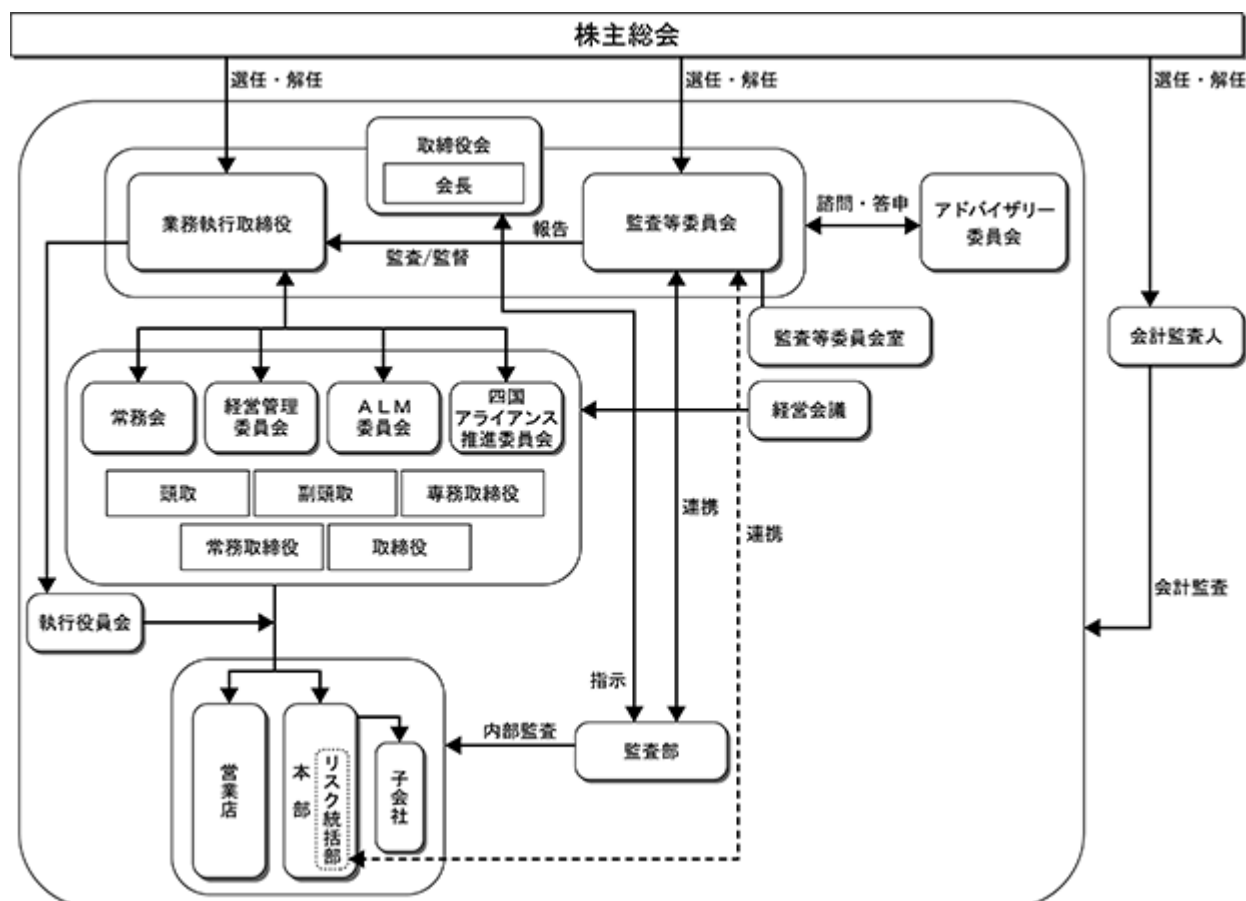 株主総会
選任・解任
選任・解任
選任・解任
取締役会
会長
業務執行取締役
監査等委員会
諮問・答申
アドバイザリー
委員会
報告
監査/監督
監査等委員会室
会計監査人
常務会
経営管理
委員会
ＡＬＭ
委員会
四国
アライアンス
推進委員会
経営会議
頭取
副頭取
専務取締役
常務取締役
取締役
連携
連携
執行役員会
会計監査
指示
内部監査
監査部
営業店
本部
リスク統括部
子会社